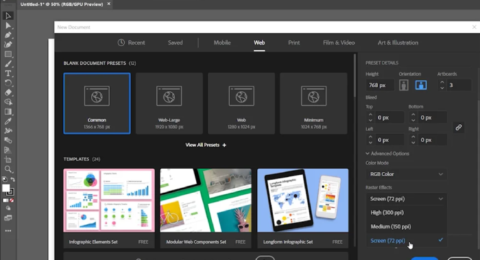 Untitled-1* @ 50% (RGB/GPU Preview) ×
New Document
Recent Saved Mobile Web Print Film & Video Art & Illustration
BLANK DOCUMENT PRESETS (12)
Common
1366 x 768 px
Web-Large
1920 x 1080 px
Web
Minimum
1024 x 768 px
View All Presets +
TEMPLATES (24)
Infographic Elements Set FREE
Modular Web Components Set FREE
Longform Infographic Set FREE
PRESET DETAILS
Height Orientation Artboards
768 px 3
Bleed
Top Bottom
0 px 0 px
Left Right
0 px 0 px
Advanced Options
Color Mode
RGB Color
Raster Effects
Screen (72 ppi)
High (300 ppi)
Medium (150 ppi)
Screen (72 ppi)